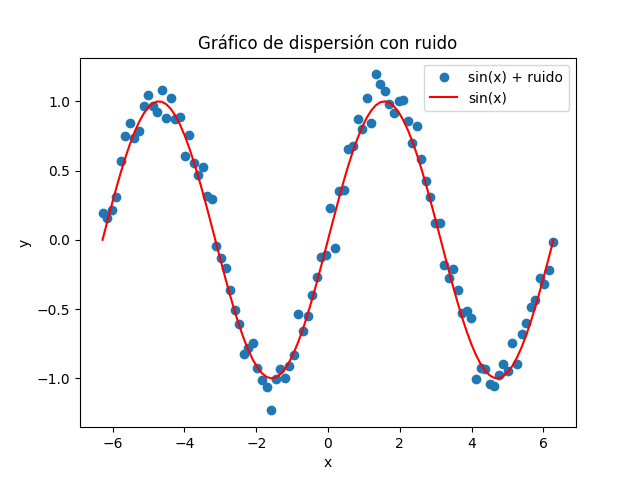 Gráfico de dispersión con ruido
sin(x) + ruido
sin(x)
y
1.0
0.5
0.0
−0.5
−1.0
−6
−4
−2
0
2
4
6
x